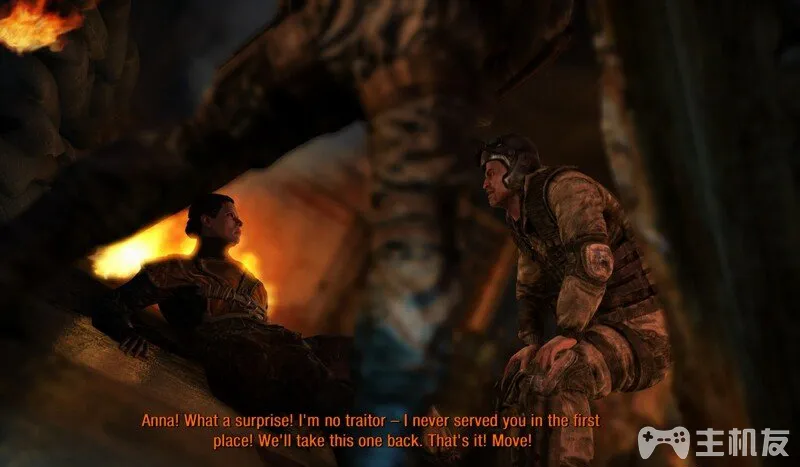 Anna! What a surprise! I'm no traitor – I never served you in the first
place! We'll take this one back. That's it! Move!
主机友